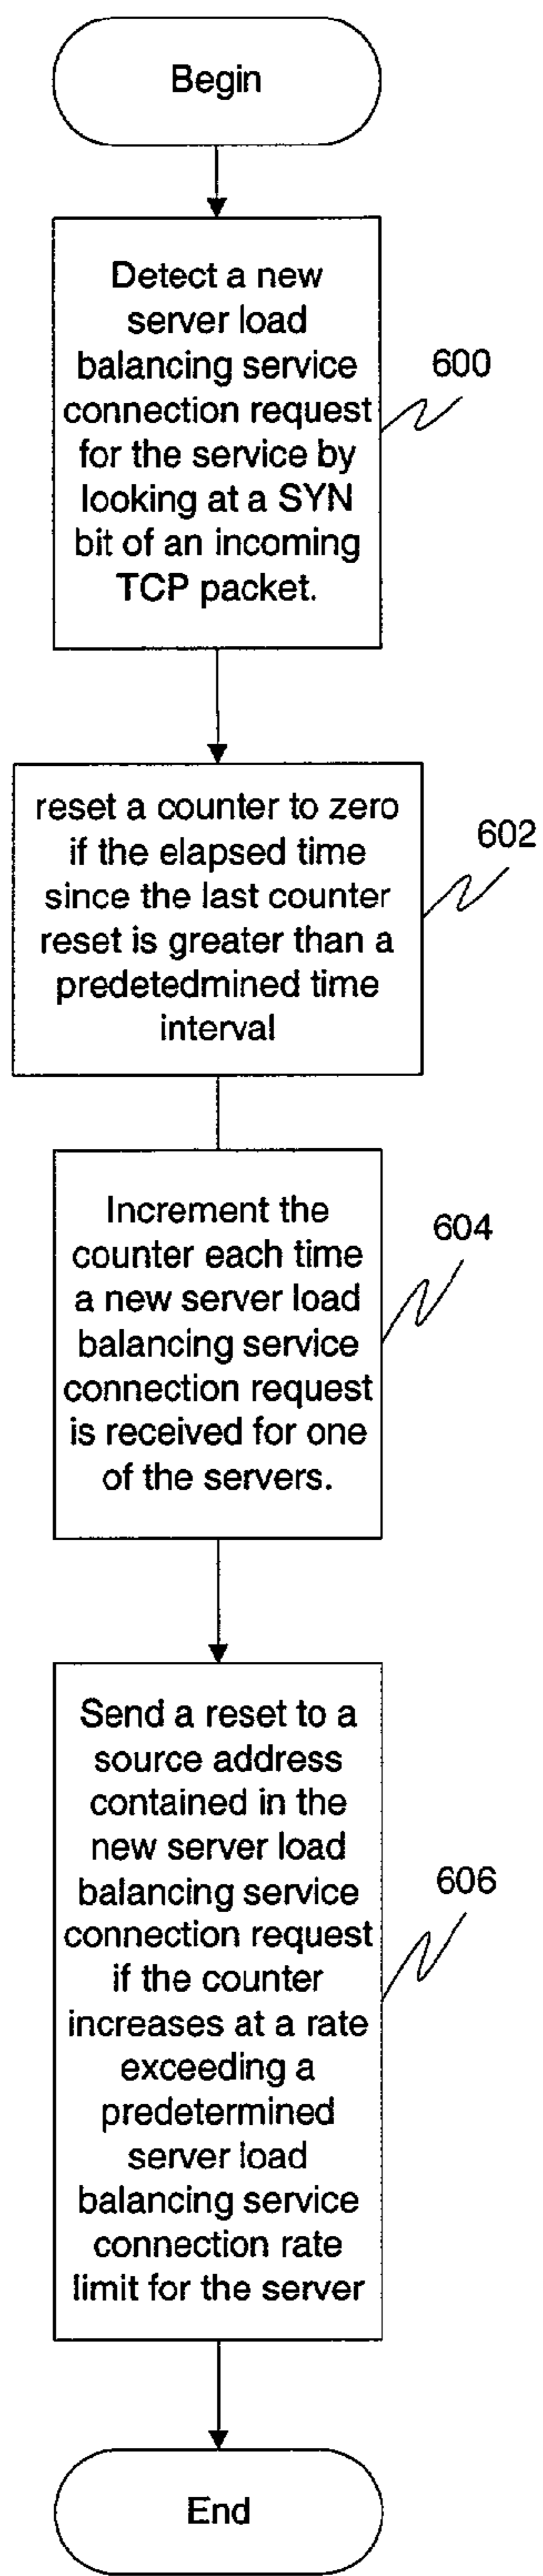 Begin
Detect a new
server load
balancing service
connection request
for the service by
looking at a SYN
bit of an incoming
TCP packet.
600
reset a counter to zero
if the elapsed time
since the last counter
reset is greater than a
predetedmined time
interval
602
Increment the
counter each time
a new server load
balancing service
connection request
is received for one
of the servers.
604
Send a reset to a
source address
contained in the
new server load
balancing service
connection request
if the counter
increases at a rate
exceeding a
predetermined
server load
balancing service
connection rate
limit for the server
606
End